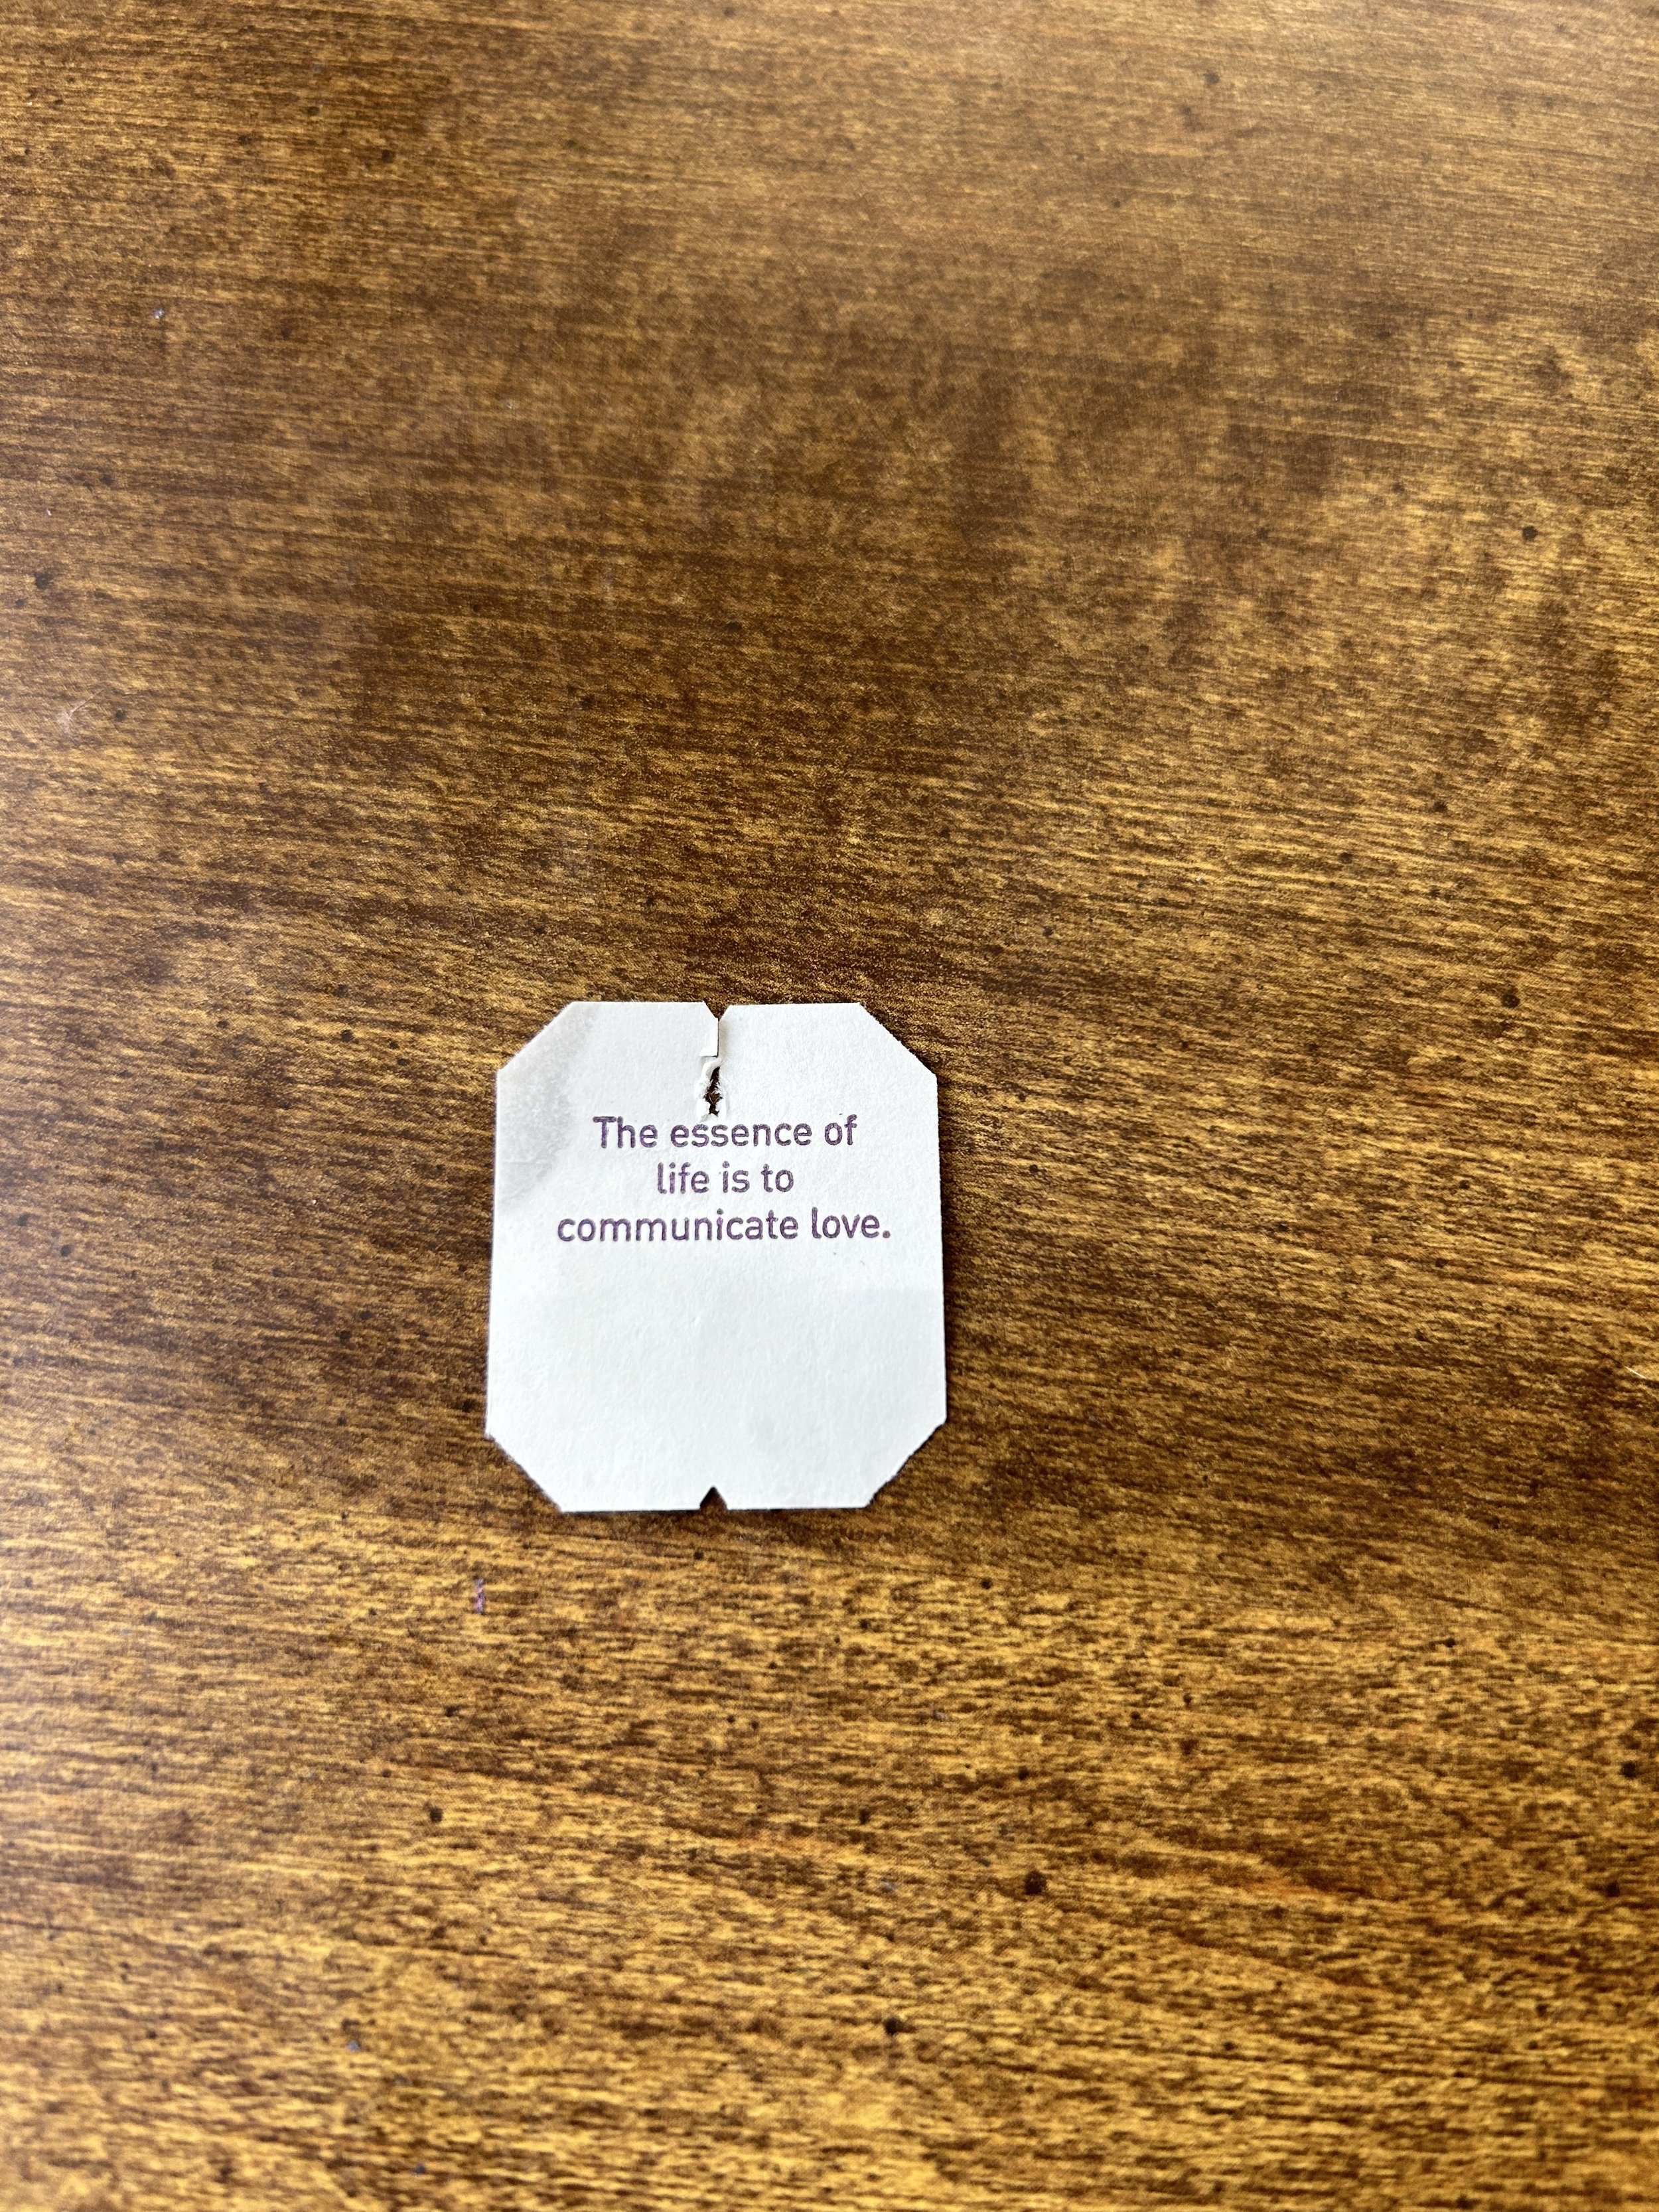 The essence of
life is to
communicate love.